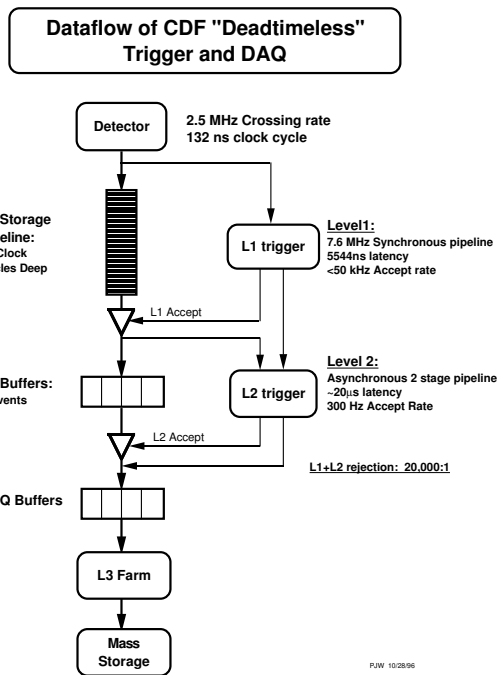 Dataflow of CDF "Deadtimeless"
Trigger and DAQ
Detector
2.5 MHz Crossing rate
132 ns clock cycle
Storage
eline:
Clock
les Deep
L1 trigger
Level1:
7.6 MHz Synchronous pipeline
5544ns latency
<50 kHz Accept rate
L1 Accept
Buffers:
vents
L2 trigger
Level 2:
Asynchronous 2 stage pipeline
~20µs latency
300 Hz Accept Rate
L2 Accept
L1+L2 rejection: 20,000:1
Q Buffers
L3 Farm
Mass
Storage
PJW 10/28/96